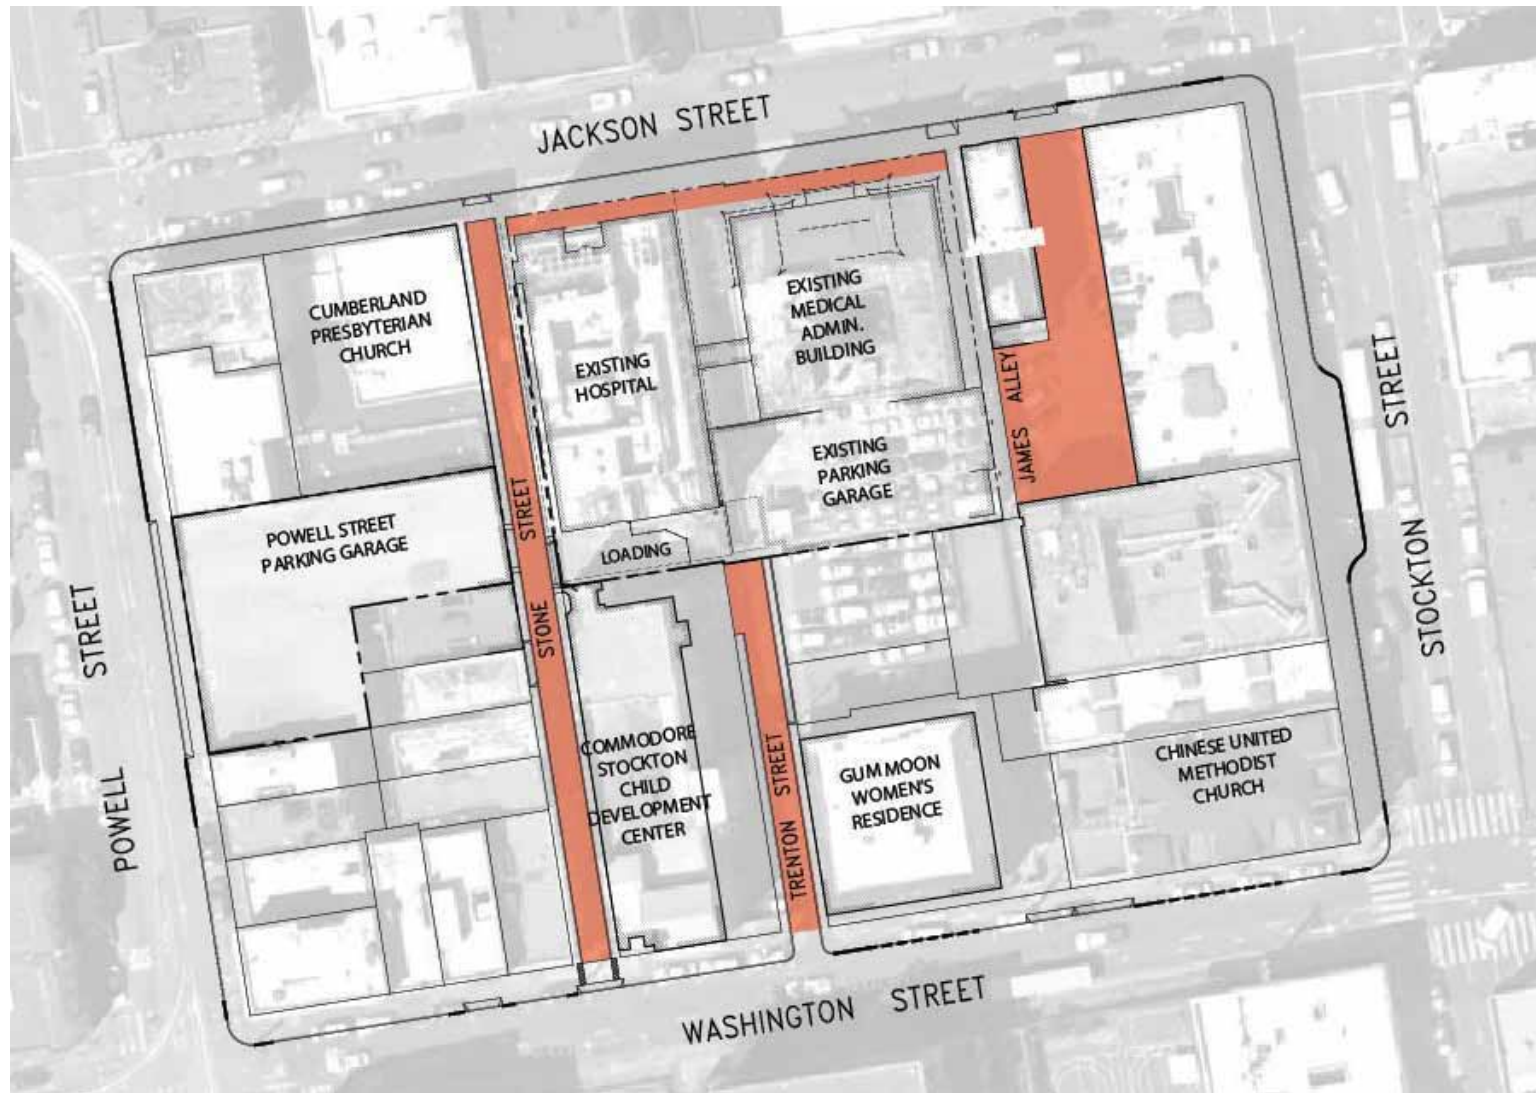 JACKSON STREET
CUMBERLAND
PRESBYTERIAN
CHURCH
EXISTING
HOSPITAL
EXISTING
MEDICAL
ADMIN.
BUILDING
JAMES ALLEY
EXISTING
PARKING
GARAGE
POWELL STREET
PARKING GARAGE
LOADING
STONE STREET
POWELL STREET
STOCKTON STREET
COMMODORE
STOCKTON
CHILD
DEVELOPMENT
CENTER
TRENTON STREET
GUM MOON
WOMEN'S
RESIDENCE
CHINESE UNITED
METHODIST
CHURCH
WASHINGTON STREET